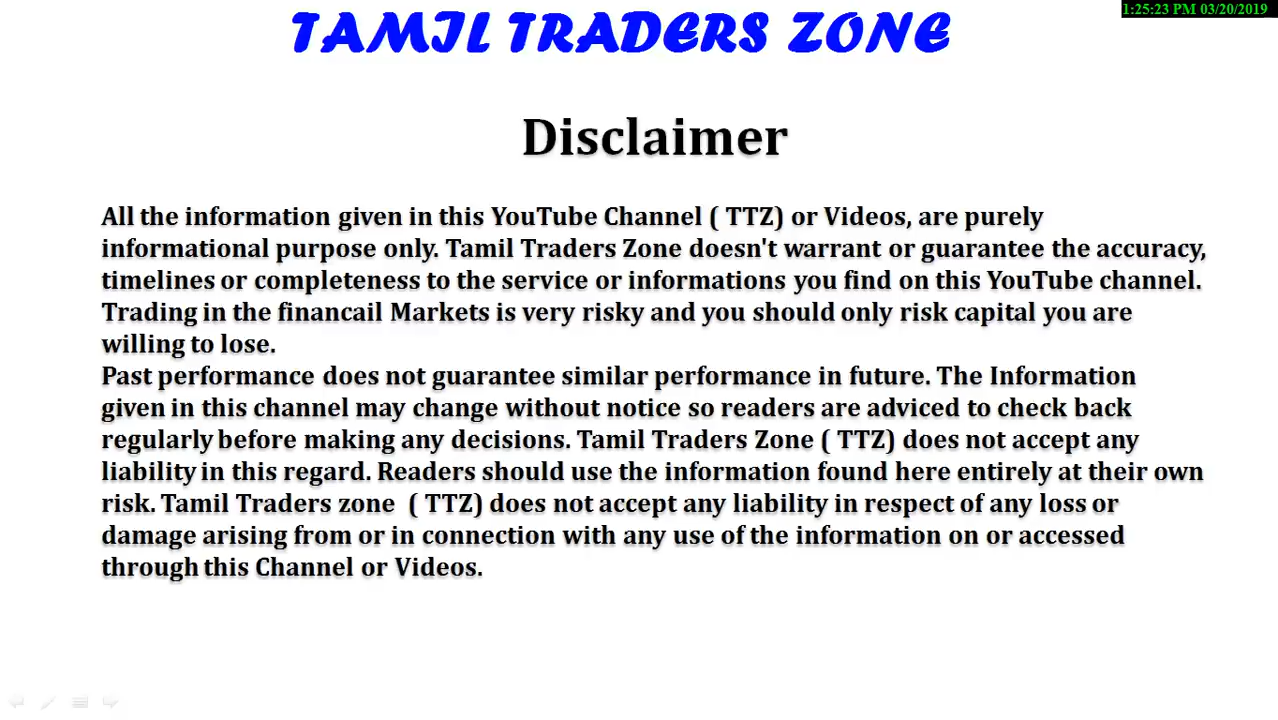 1:25:23 PM 03/20/2019
TAMIL TRADERS ZONE
Disclaimer
All the information given in this YouTube Channel ( TTZ) or Videos, are purely
informational purpose only. Tamil Traders Zone doesn't warrant or guarantee the accuracy,
timelines or completeness to the service or informations you find on this YouTube channel.
Trading in the financail Markets is very risky and you should only risk capital you are
willing to lose.
Past performance does not guarantee similar performance in future. The Information
given in this channel may change without notice so readers are adviced to check back
regularly before making any decisions. Tamil Traders Zone ( TTZ) does not accept any
liability in this regard. Readers should use the information found here entirely at their own
risk. Tamil Traders zone  ( TTZ) does not accept any liability in respect of any loss or
damage arising from or in connection with any use of the information on or accessed
through this Channel or Videos.